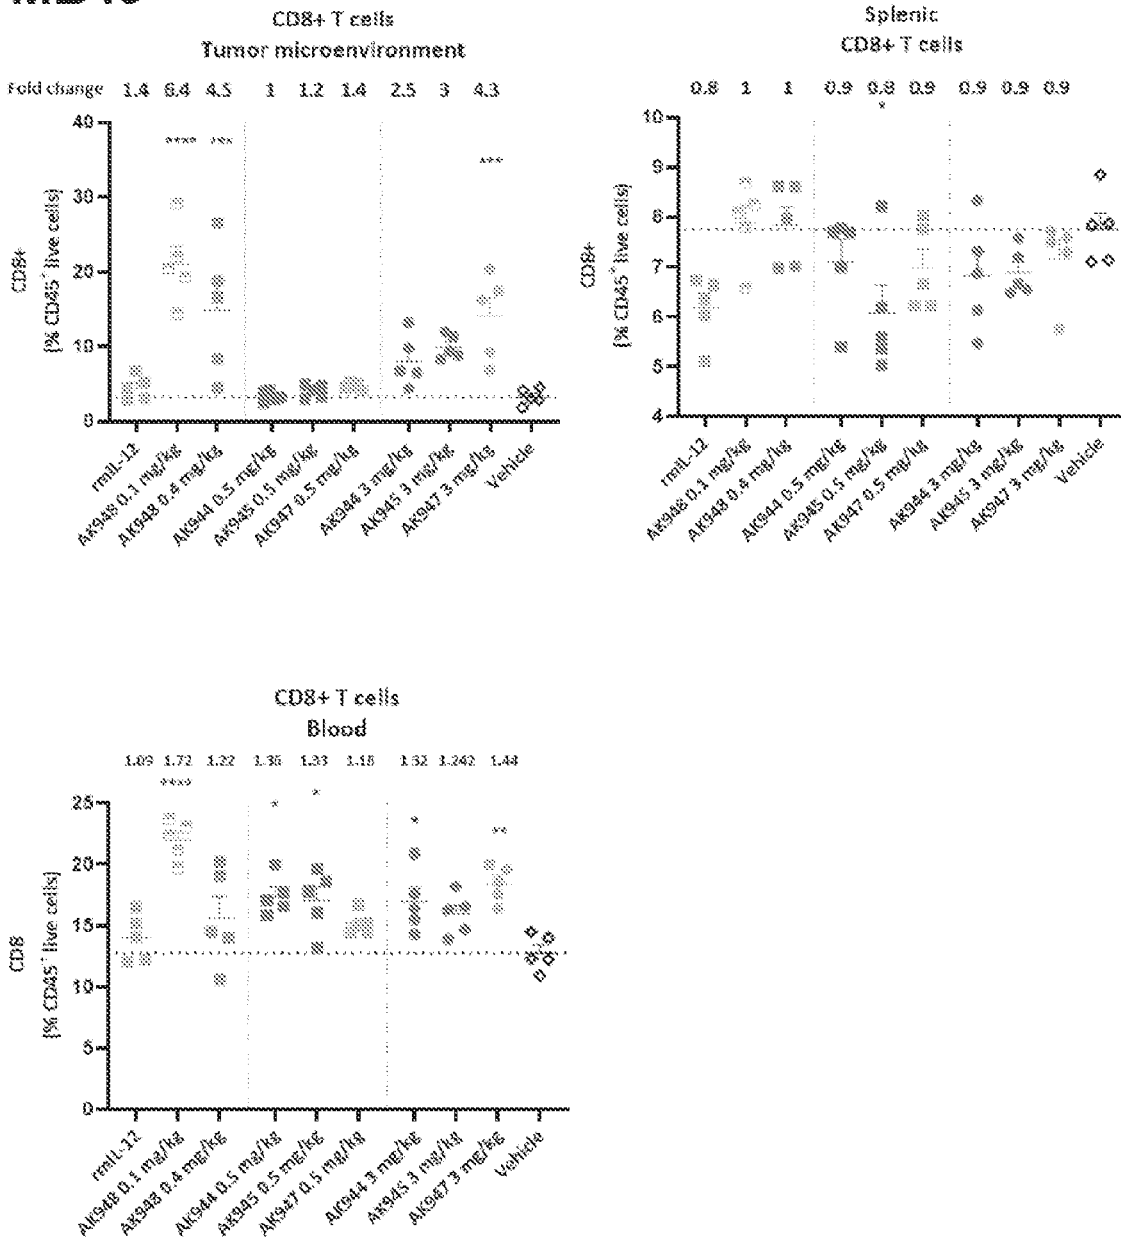 CD8+ T cells
Tumor microenvironment
Fold change 1.4 6.4 4.5 1 1.2 1.4 2.5 3 4.3
40
30
20
10
0
**** *** ***
CD8+
[% CD45+ live cells]
rmIL-12
AK948 0.1 mg/kg
AK948 0.4 mg/kg
AK944 0.5 mg/kg
AK945 0.5 mg/kg
AK947 0.5 mg/kg
AK944 3 mg/kg
AK945 3 mg/kg
AK947 3 mg/kg
Vehicle
Splenic
CD8+ T cells
0.8 1 1 0.9 0.8 0.9 0.9 0.9 0.9
*
10
9
8
7
6
5
4
CD8+
[% CD45+ live cells]
rmIL-12
AK948 0.1 mg/kg
AK948 0.4 mg/kg
AK944 0.5 mg/kg
AK945 0.5 mg/kg
AK947 0.5 mg/kg
AK944 3 mg/kg
AK945 3 mg/kg
AK947 3 mg/kg
Vehicle
CD8+ T cells
Blood
1.09 1.72 1.22 1.33 1.242 1.44
**** * * * **
25
20
15
10
5
0
CD8
[% CD45+ live cells]
rmIL-12
AK948 0.1 mg/kg
AK948 0.4 mg/kg
AK944 0.5 mg/kg
AK945 0.5 mg/kg
AK947 0.5 mg/kg
AK944 3 mg/kg
AK945 3 mg/kg
AK947 3 mg/kg
Vehicle